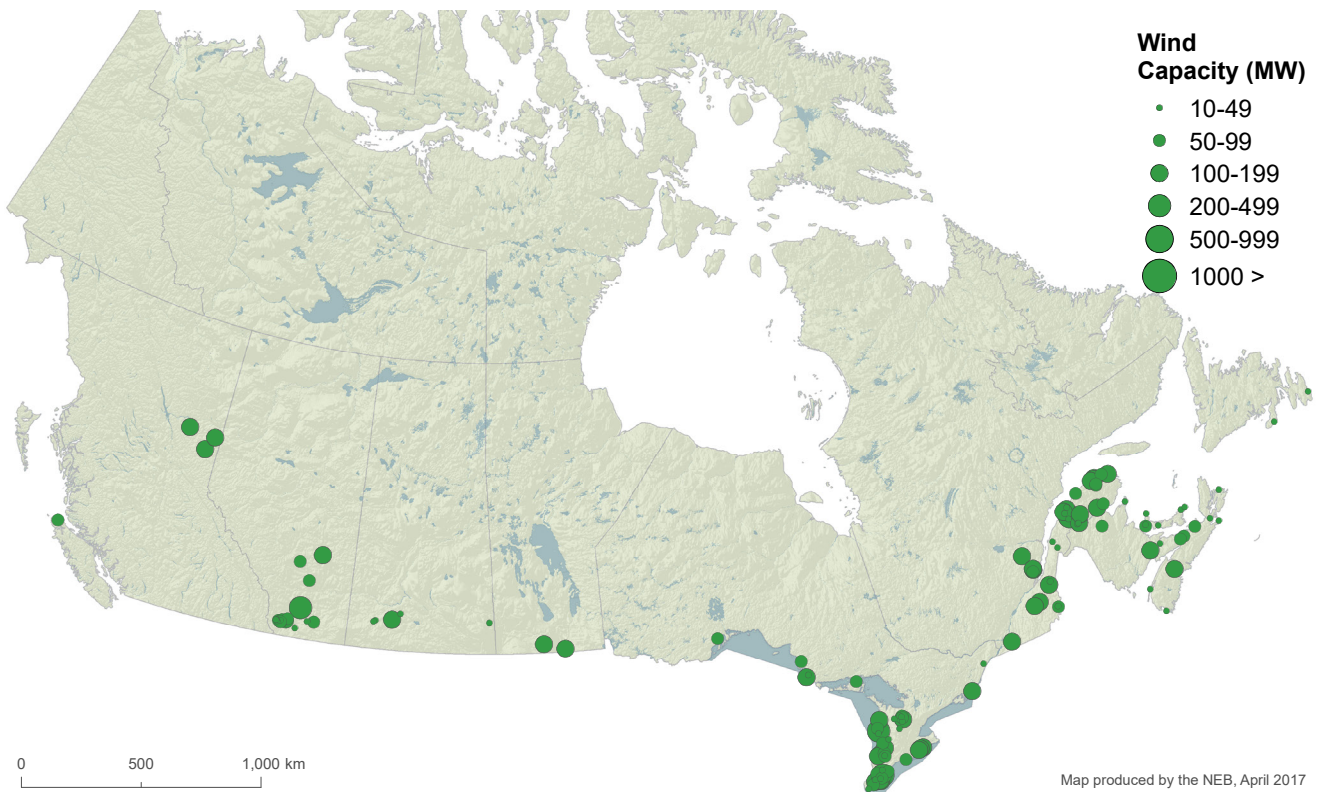 Wind
Capacity (MW)
10-49
50-99
100-199
200-499
500-999
1000 >
0 500 1,000 km
Map produced by the NEB, April 2017